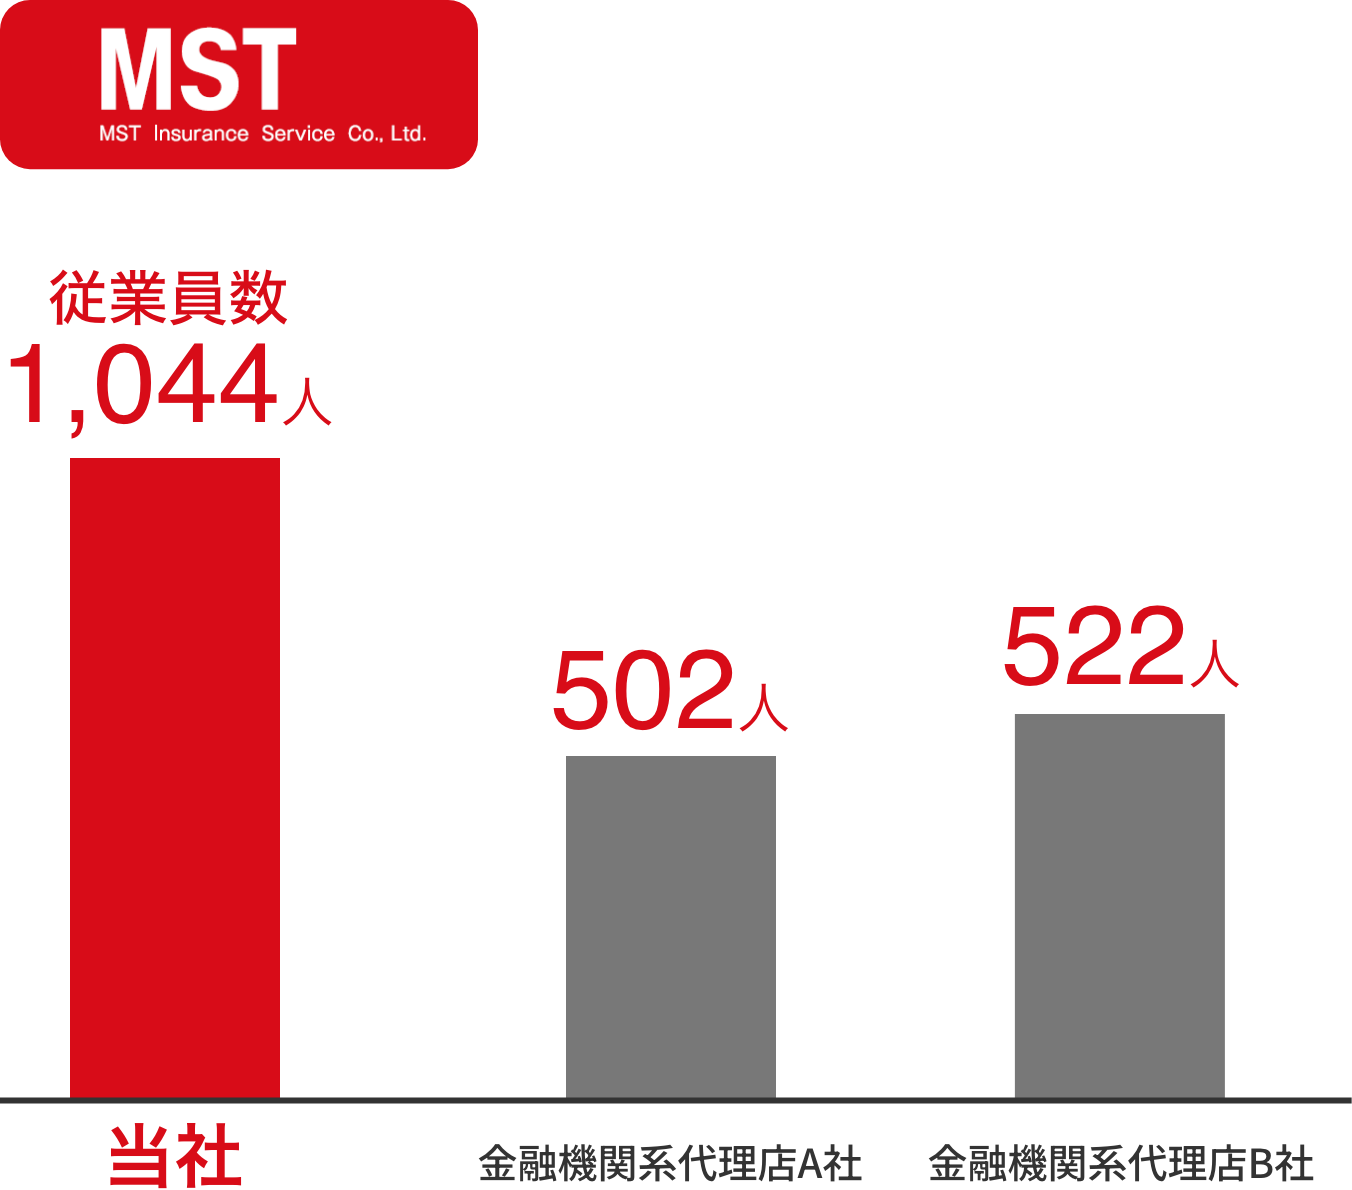 MST
MST Insurance Service Co., Ltd.
従業員数
1,044人
502人
522人
当社
金融機関系代理店A社
金融機関系代理店B社